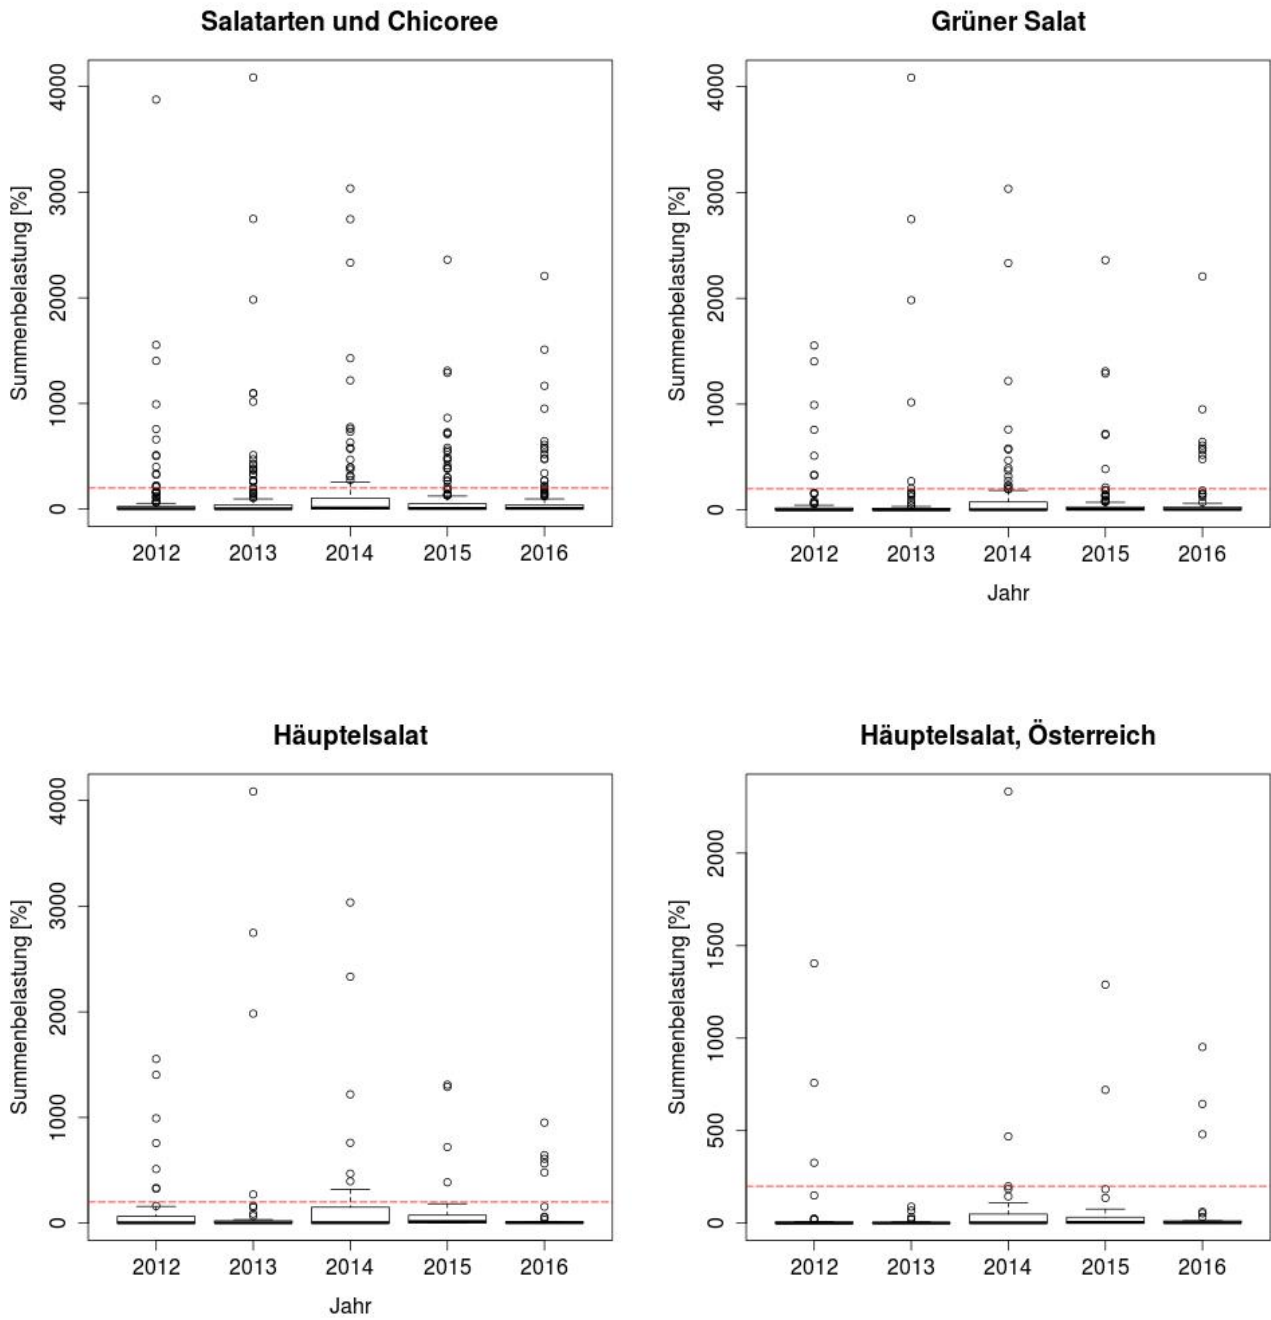 Salatarten und Chicoree
Summenbelastung [%]
4000
3000
2000
1000
0
2012 2013 2014 2015 2016
Grüner Salat
Summenbelastung [%]
4000
3000
2000
1000
0
2012 2013 2014 2015 2016
Jahr
Häuptelsalat
Summenbelastung [%]
4000
3000
2000
1000
0
2012 2013 2014 2015 2016
Jahr
Häuptelsalat, Österreich
Summenbelastung [%]
2000
1500
1000
500
0
2012 2013 2014 2015 2016